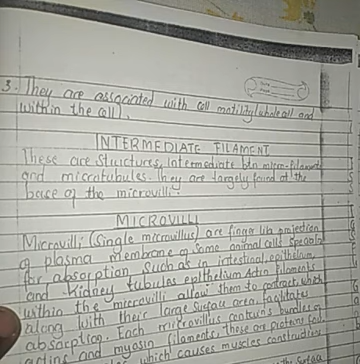 3. They are associated with cell motility (whole cell and
within the cell).
INTERMEDIATE FILAMENT
These are Structures, Intermediate btn micro-filaments
and microtubules. They are largely found at the
base of the microvilli.
MICROVILLI
Microvilli (Single microvillus) are finger like projection
of plasma membrane of Some animal cells specialis
for absorption, Such as in intestinal, epithelium,
and kidney tubules epithelium. Actin filaments
within the microvilli allow them to contract, which
along with their large surface area, facilitates
absorption. Each microvillus contains bundles of
actins and myosin filaments, these are proteins
which causes muscles
surface